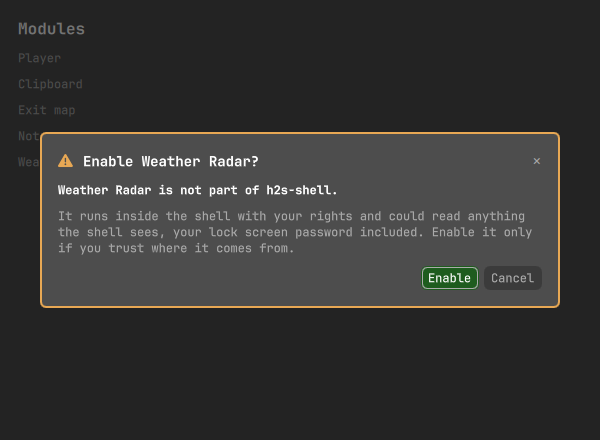 Modules
Player
Clipboard
Exit map
Not
Wea
Enable Weather Radar?
×
Weather Radar is not part of h2s-shell.
It runs inside the shell with your rights and could read anything
the shell sees, your lock screen password included. Enable it only
if you trust where it comes from.
Enable
Cancel